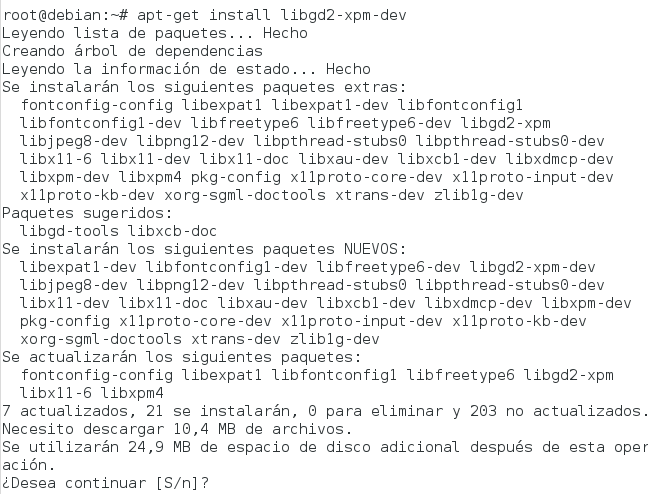 root@debian:~# apt-get install libgd2-xpm-dev
Leyendo lista de paquetes... Hecho
Creando árbol de dependencias
Leyendo la información de estado... Hecho
Se instalarán los siguientes paquetes extras:
  fontconfig-config libexpat1 libexpat1-dev libfontconfig1
  libfontconfig1-dev libfreetype6 libfreetype6-dev libgd2-xpm
  libjpeg8-dev libpng12-dev libpthread-stubs0 libpthread-stubs0-dev
  libx11-6 libx11-dev libx11-doc libxau-dev libxcb1-dev libxdmcp-dev
  libxpm-dev libxpm4 pkg-config x11proto-core-dev x11proto-input-dev
  x11proto-kb-dev xorg-sgml-doctools xtrans-dev zlib1g-dev
Paquetes sugeridos:
  libgd-tools libxcb-doc
Se instalarán los siguientes paquetes NUEVOS:
  libexpat1-dev libfontconfig1-dev libfreetype6-dev libgd2-xpm-dev
  libjpeg8-dev libpng12-dev libpthread-stubs0 libpthread-stubs0-dev
  libx11-dev libx11-doc libxau-dev libxcb1-dev libxdmcp-dev libxpm-dev
  pkg-config x11proto-core-dev x11proto-input-dev x11proto-kb-dev
  xorg-sgml-doctools xtrans-dev zlib1g-dev
Se actualizarán los siguientes paquetes:
  fontconfig-config libexpat1 libfontconfig1 libfreetype6 libgd2-xpm
  libx11-6 libxpm4
7 actualizados, 21 se instalarán, 0 para eliminar y 203 no actualizados.
Necesito descargar 10,4 MB de archivos.
Se utilizarán 24,9 MB de espacio de disco adicional después de esta oper
ación.
¿Desea continuar [S/n]?